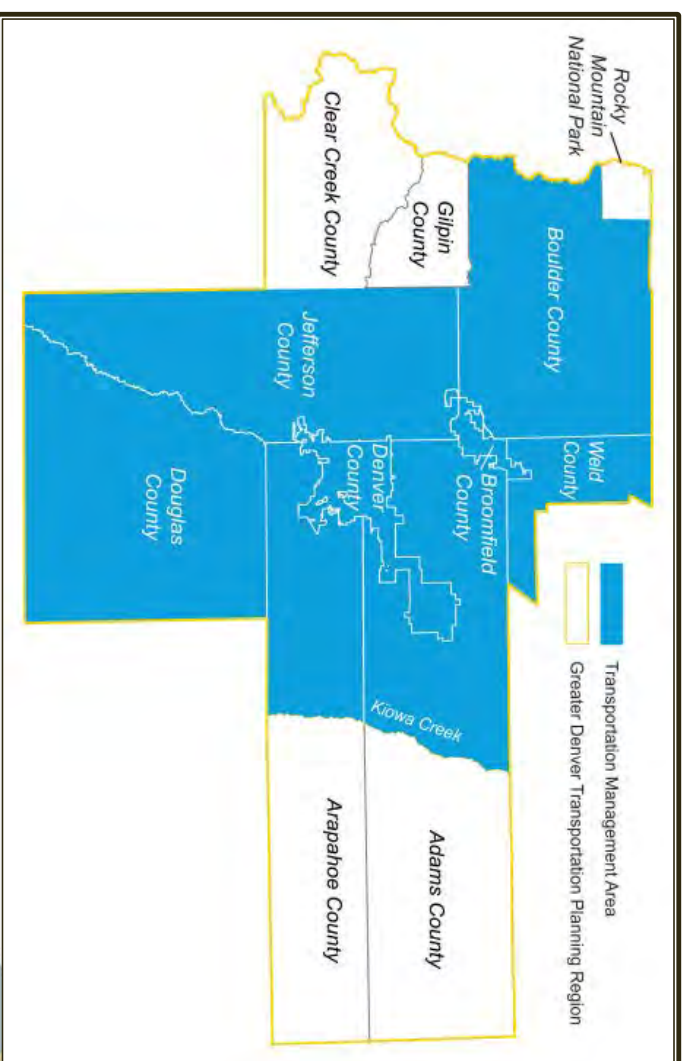 Rocky
Mountain
National Park
Boulder County
Weld
County
Transportation Management Area
Greater Denver Transportation Planning Region
Gilpin
County
Clear Creek County
Broomfield
County
Jefferson
County
Denver
County
Kiowa Creek
Adams County
Arapahoe County
Douglas
County